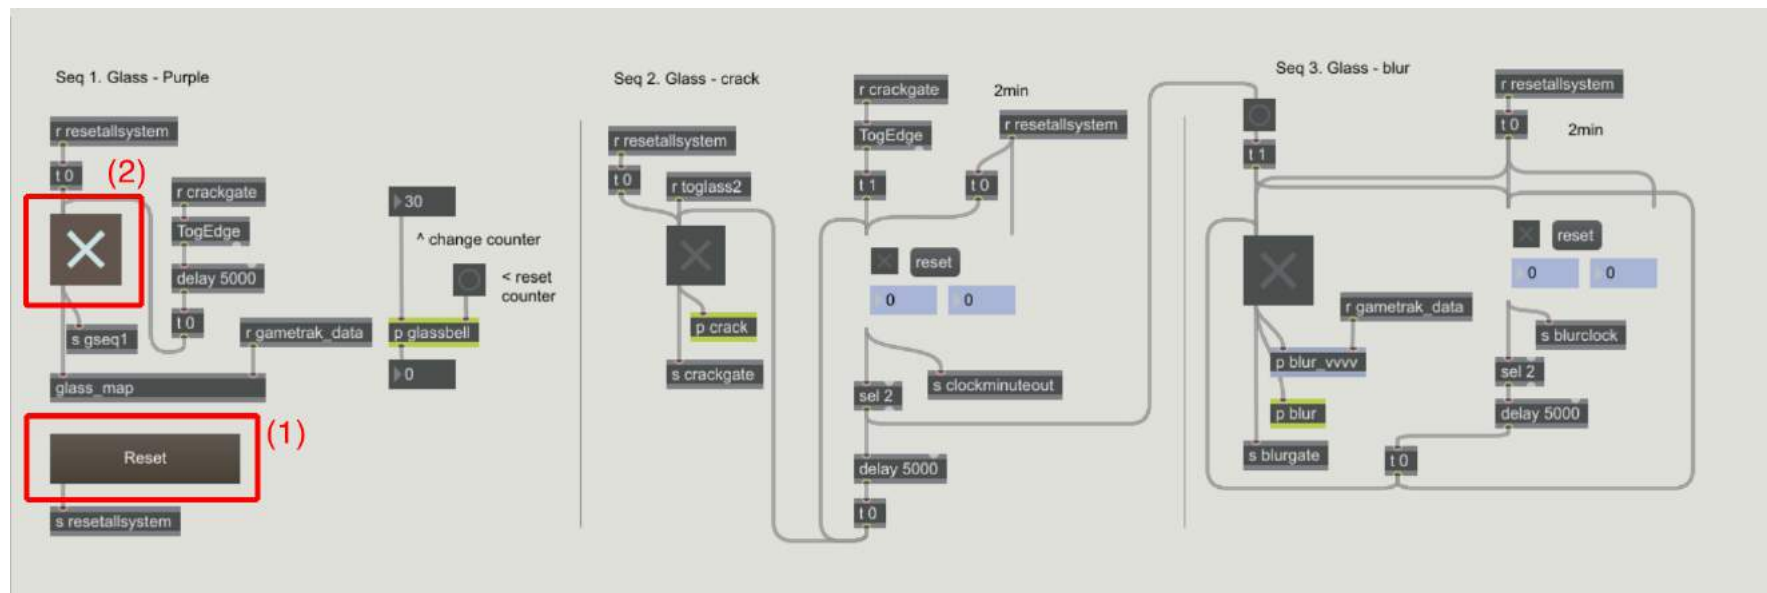 Seq 1. Glass - Purple
r resetallsystem
t 0
(2)
r crackgate
TogEdge
delay 5000
t 0
s gseq1
r gametrak_data
glass_map
30
^ change counter
< reset
counter
p glassbell
0
Reset
(1)
s resetallsystem
Seq 2. Glass - crack
r resetallsystem
t 0
r toglass2
p crack
s crackgate
r crackgate
TogEdge
t 1
2min
r resetallsystem
t 0
reset
0
0
s clockminuteout
sel 2
delay 5000
t 0
Seq 3. Glass - blur
t 1
r resetallsystem
t 0
2min
reset
0
0
r gametrak_data
p blur_vvvv
p blur
s blurgate
s blurclock
sel 2
delay 5000
t 0